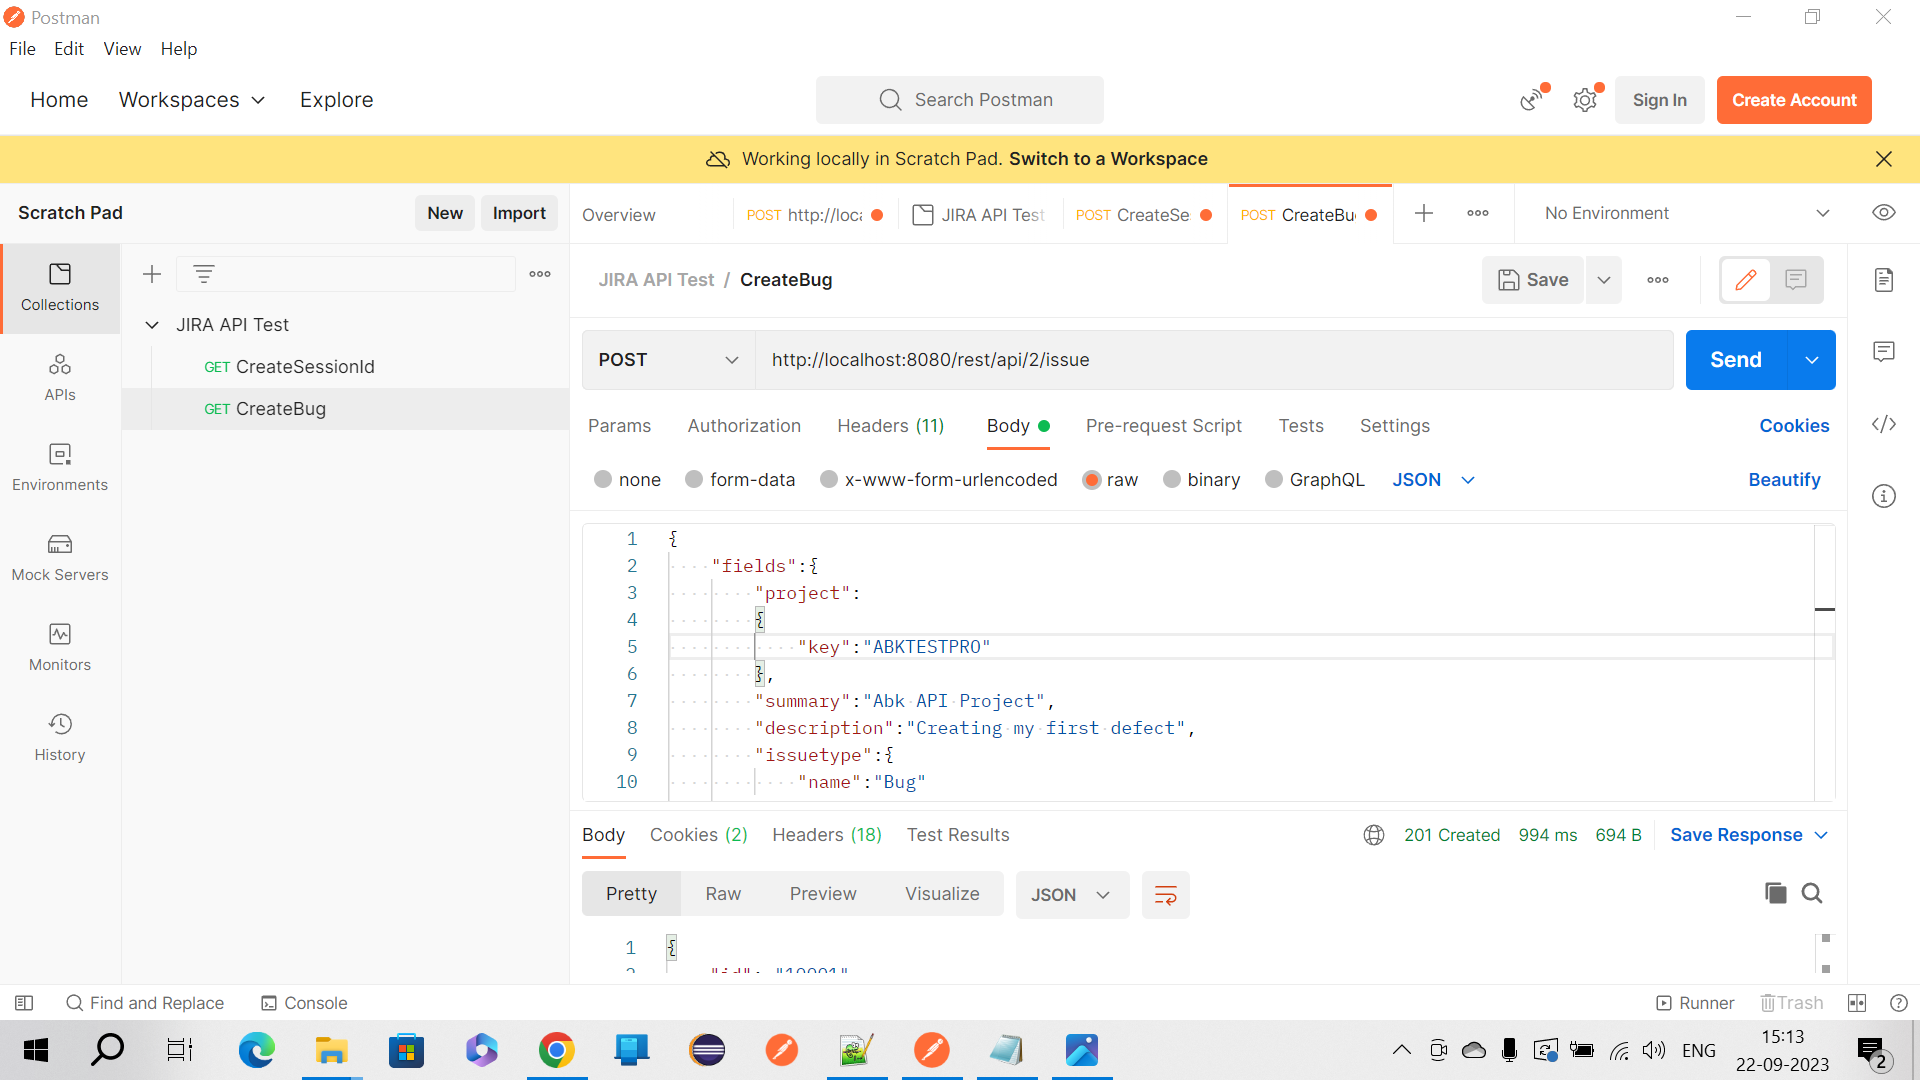 Postman
File Edit View Help
Home Workspaces Explore Search Postman Sign In Create Account
Working locally in Scratch Pad. Switch to a Workspace
Scratch Pad New Import Overview POST http://loca JIRA API Test POST CreateSe POST CreateBu No Environment
Collections
APIs
Environments
Mock Servers
Monitors
History
JIRA API Test
GET CreateSessionId
GET CreateBug
JIRA API Test / CreateBug Save
POST http://localhost:8080/rest/api/2/issue Send
Params Authorization Headers (11) Body Pre-request Script Tests Settings Cookies
none form-data x-www-form-urlencoded raw binary GraphQL JSON Beautify
1 {
2 "fields":{
3 "project":
4 {
5 "key":"ABKTESTPRO"
6 },
7 "summary":"Abk API Project",
8 "description":"Creating my first defect",
9 "issuetype":{
10 "name":"Bug"
Body Cookies (2) Headers (18) Test Results 201 Created 994 ms 694 B Save Response
Pretty Raw Preview Visualize JSON
1 {
2 "id": "10001"
Find and Replace Console Runner Trash
ENG 15:13
22-09-2023 2